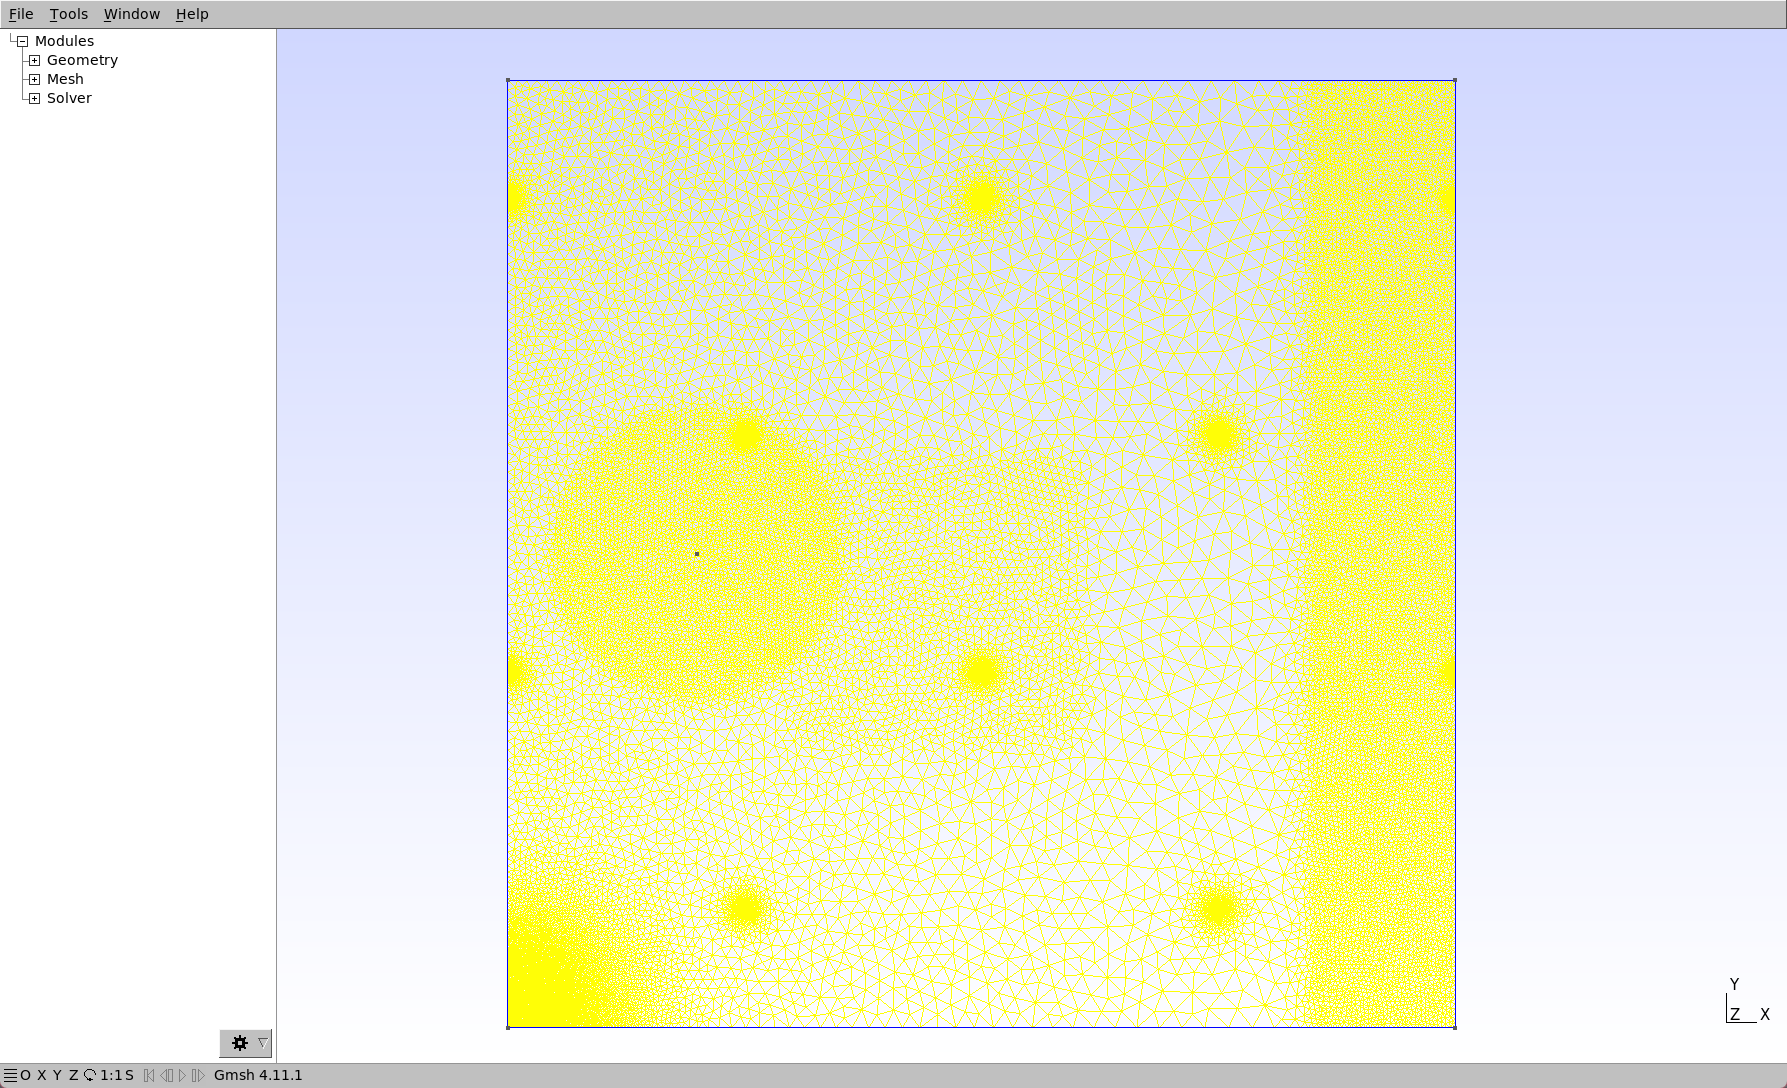 File Tools Window Help
Modules
Geometry
Mesh
Solver
Y
Z X
O X Y Z 1:1 S Gmsh 4.11.1